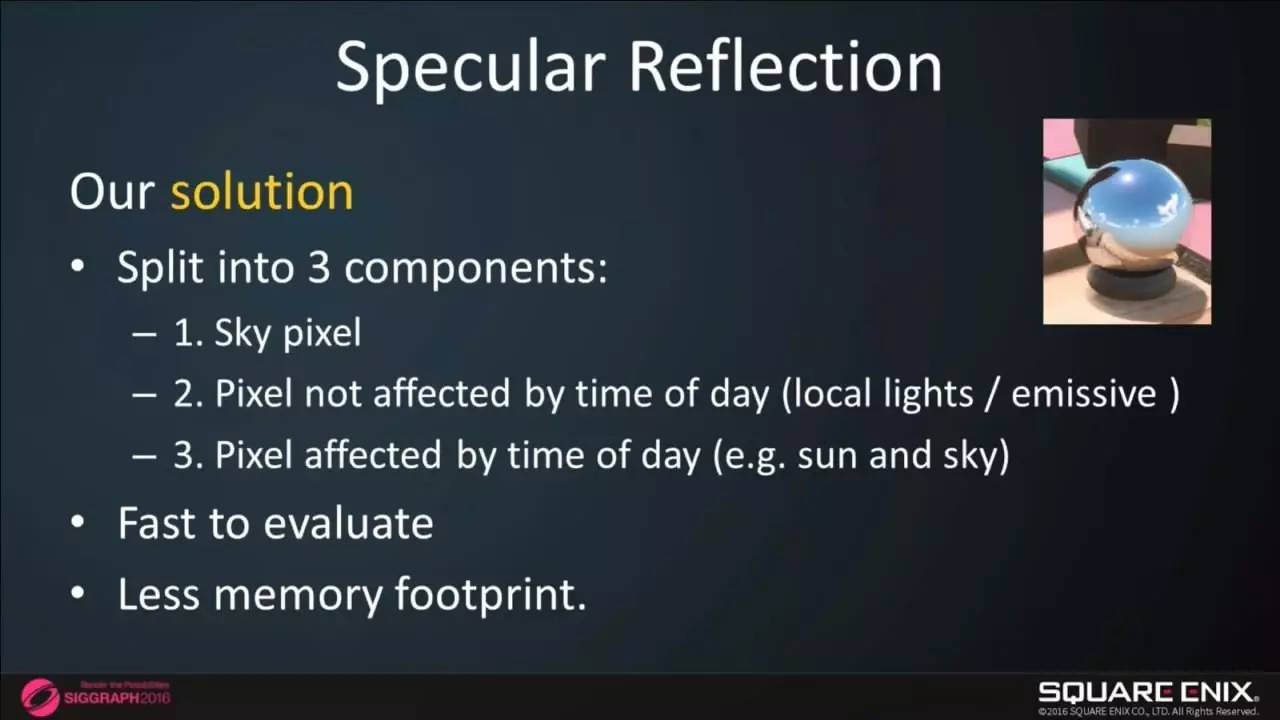 Specular Reflection
Our solution
• Split into 3 components:
– 1. Sky pixel
– 2. Pixel not affected by time of day (local lights / emissive )
– 3. Pixel affected by time of day (e.g. sun and sky)
• Fast to evaluate
• Less memory footprint.
Render the Possibilities
SIGGRAPH2016
SQUARE ENIX.
©2016 SQUARE ENIX CO., LTD. All Rights Reserved.